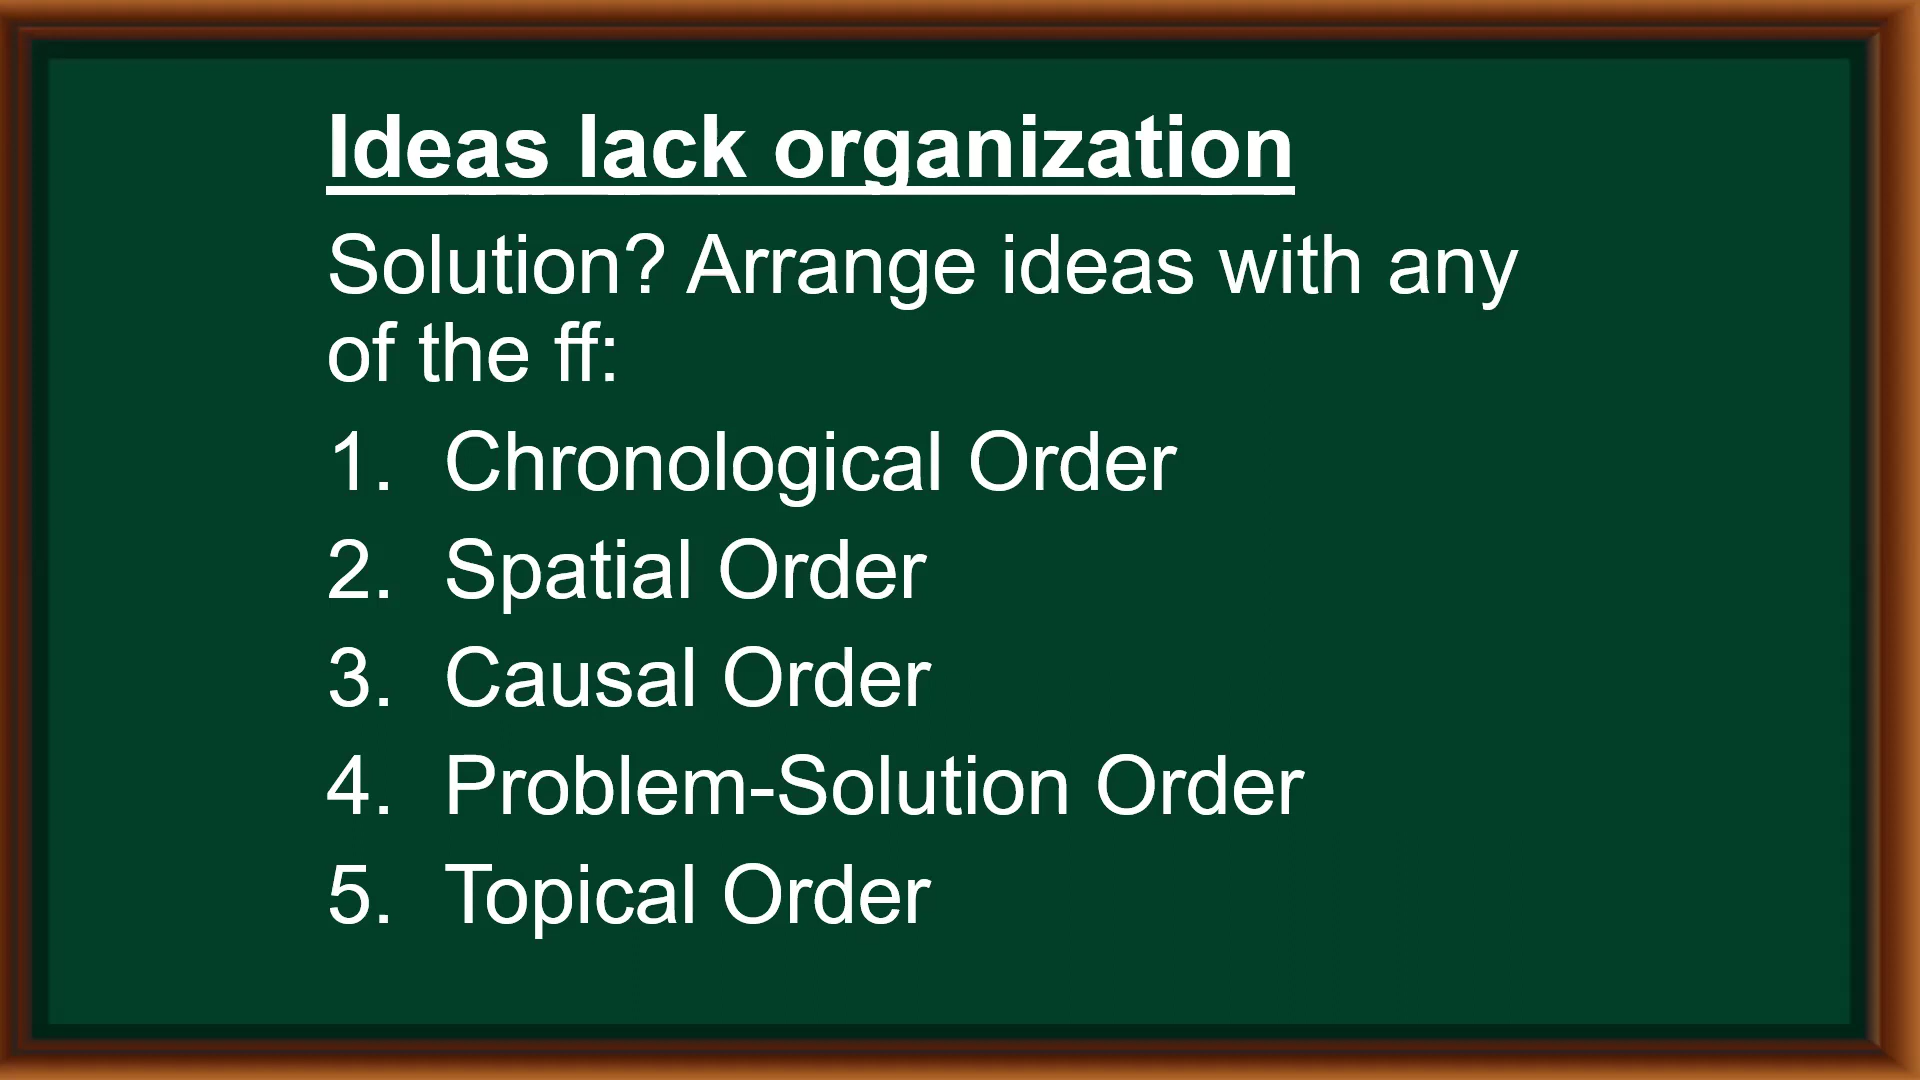 Ideas lack organization
Solution? Arrange ideas with any
of the ff:
1. Chronological Order
2. Spatial Order
3. Causal Order
4. Problem-Solution Order
5. Topical Order